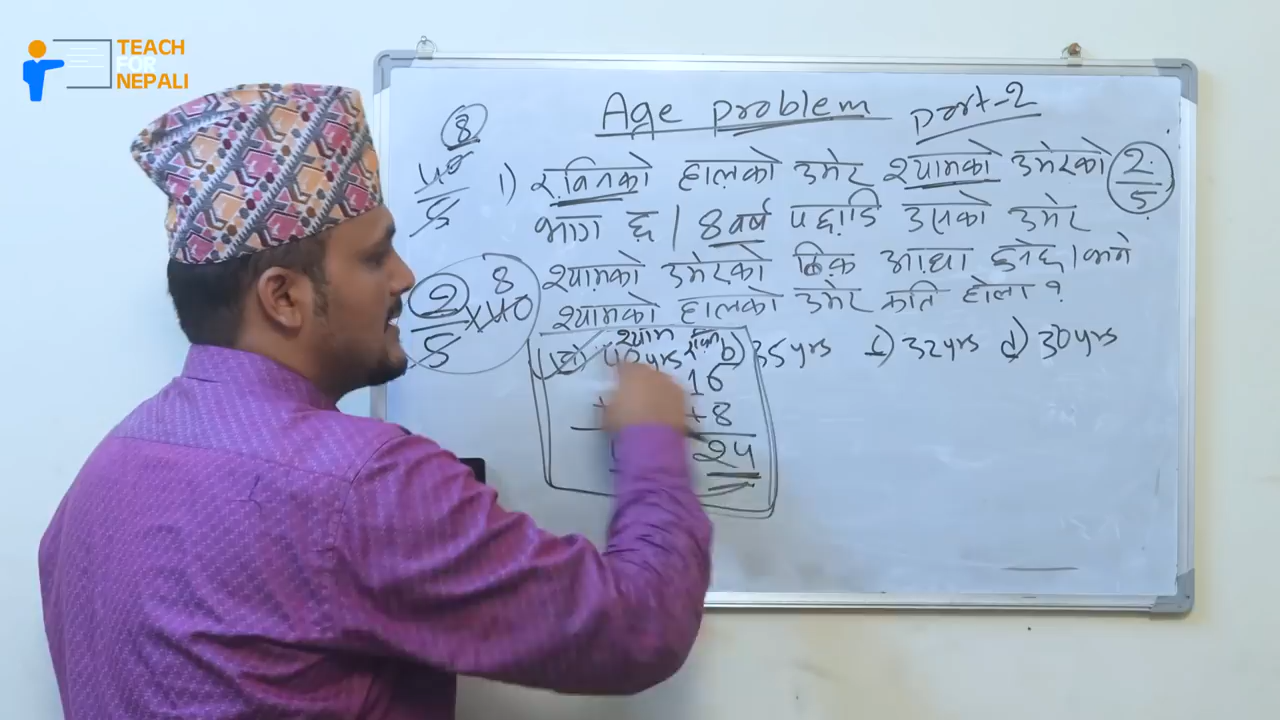 TEACH
FOR
NEPALI
Age problem part-2
8
40
5
1) रविनको हालको उमेर श्यामको उमेरको 2/5
भाग छ । 8 वर्ष पछाडि उसको उमेर
श्यामको उमेरको ठिक आधा हुनेछ । भने
श्यामको हालको उमेर कति होला ?
2/5 × 40 8
श्याम
40 yrs b) 35 yrs c) 32 yrs d) 30 yrs
16
+ 8
24